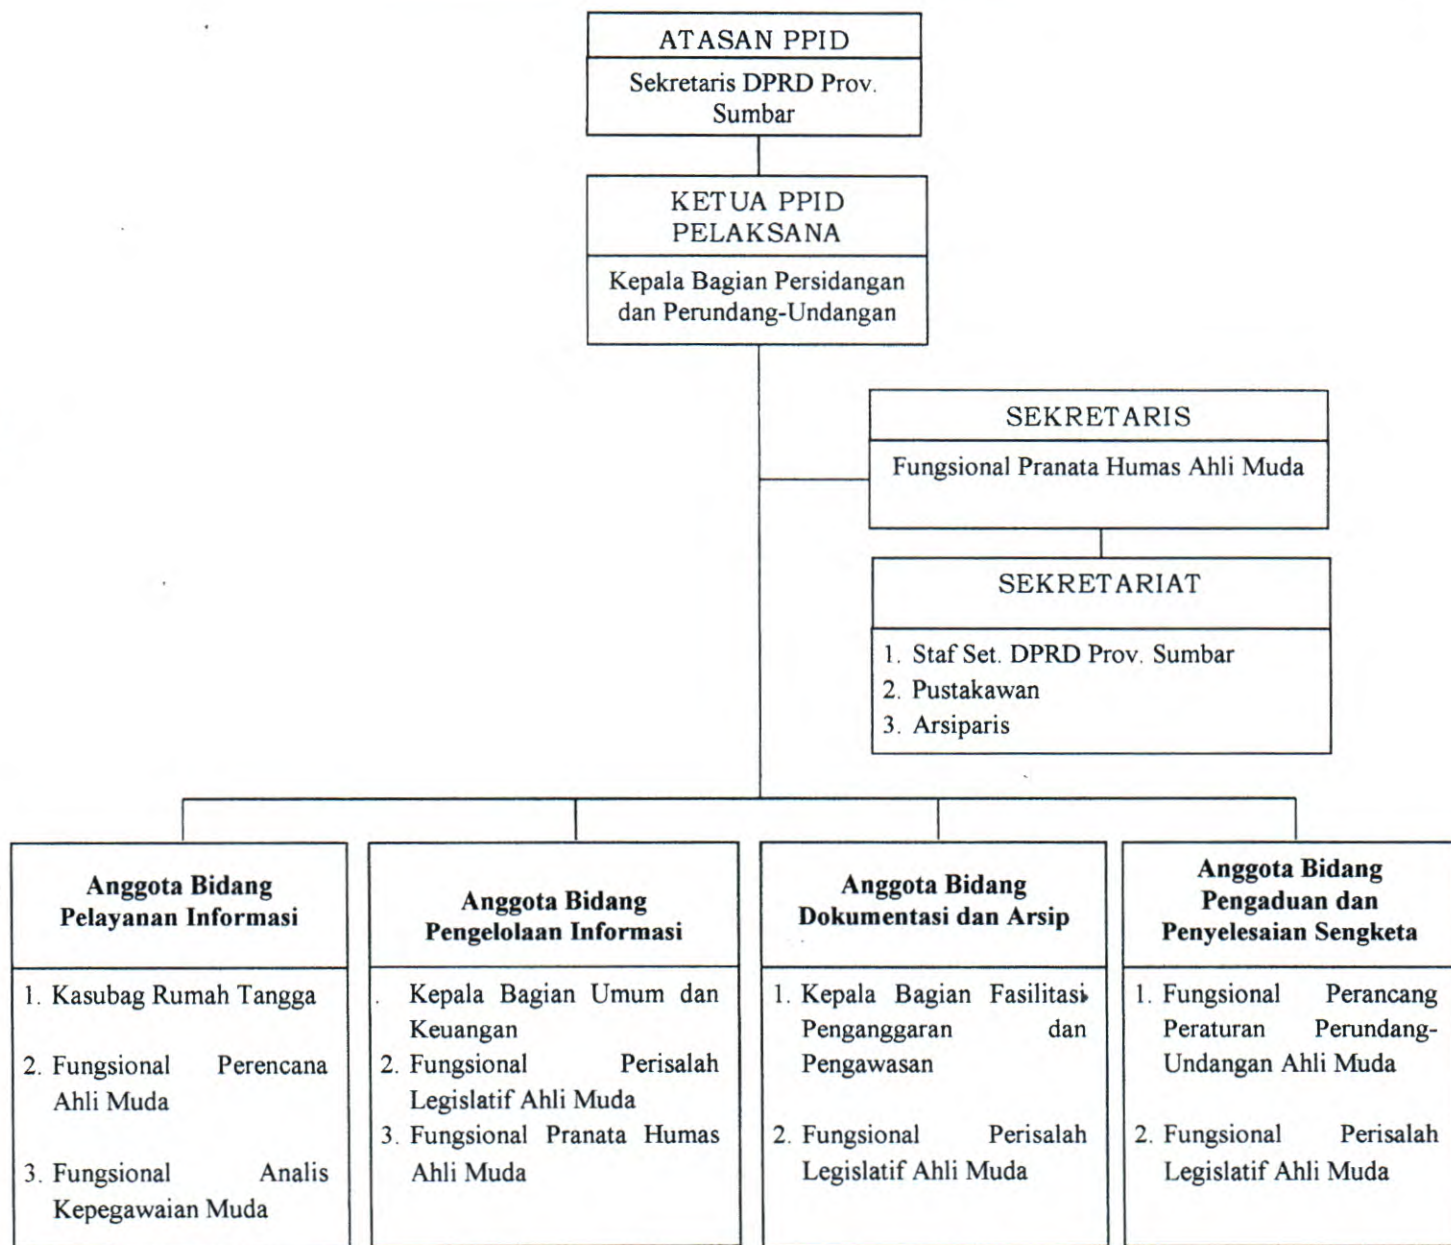 ATASAN PPID
Sekretaris DPRD Prov.
Sumbar
KETUA PPID
PELAKSANA
Kepala Bagian Persidangan
dan Perundang-Undangan
SEKRETARIS
Fungsional Pranata Humas Ahli Muda
SEKRETARIAT
1. Staf Set. DPRD Prov. Sumbar
2. Pustakawan
3. Arsiparis
Anggota Bidang
Pelayanan Informasi
1. Kasubag Rumah Tangga
2. Fungsional Perencana
Ahli Muda
3. Fungsional Analis
Kepegawaian Muda
Anggota Bidang
Pengelolaan Informasi
. Kepala Bagian Umum dan
Keuangan
2. Fungsional Perisalah
Legislatif Ahli Muda
3. Fungsional Pranata Humas
Ahli Muda
Anggota Bidang
Dokumentasi dan Arsip
1. Kepala Bagian Fasilitasi
Penganggaran dan
Pengawasan
2. Fungsional Perisalah
Legislatif Ahli Muda
Anggota Bidang
Pengaduan dan
Penyelesaian Sengketa
1. Fungsional Perancang
Peraturan Perundang-
Undangan Ahli Muda
2. Fungsional Perisalah
Legislatif Ahli Muda